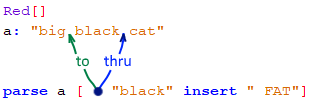 Red[]
a: "big black cat"
to thru
parse a [ "black" insert " FAT"]